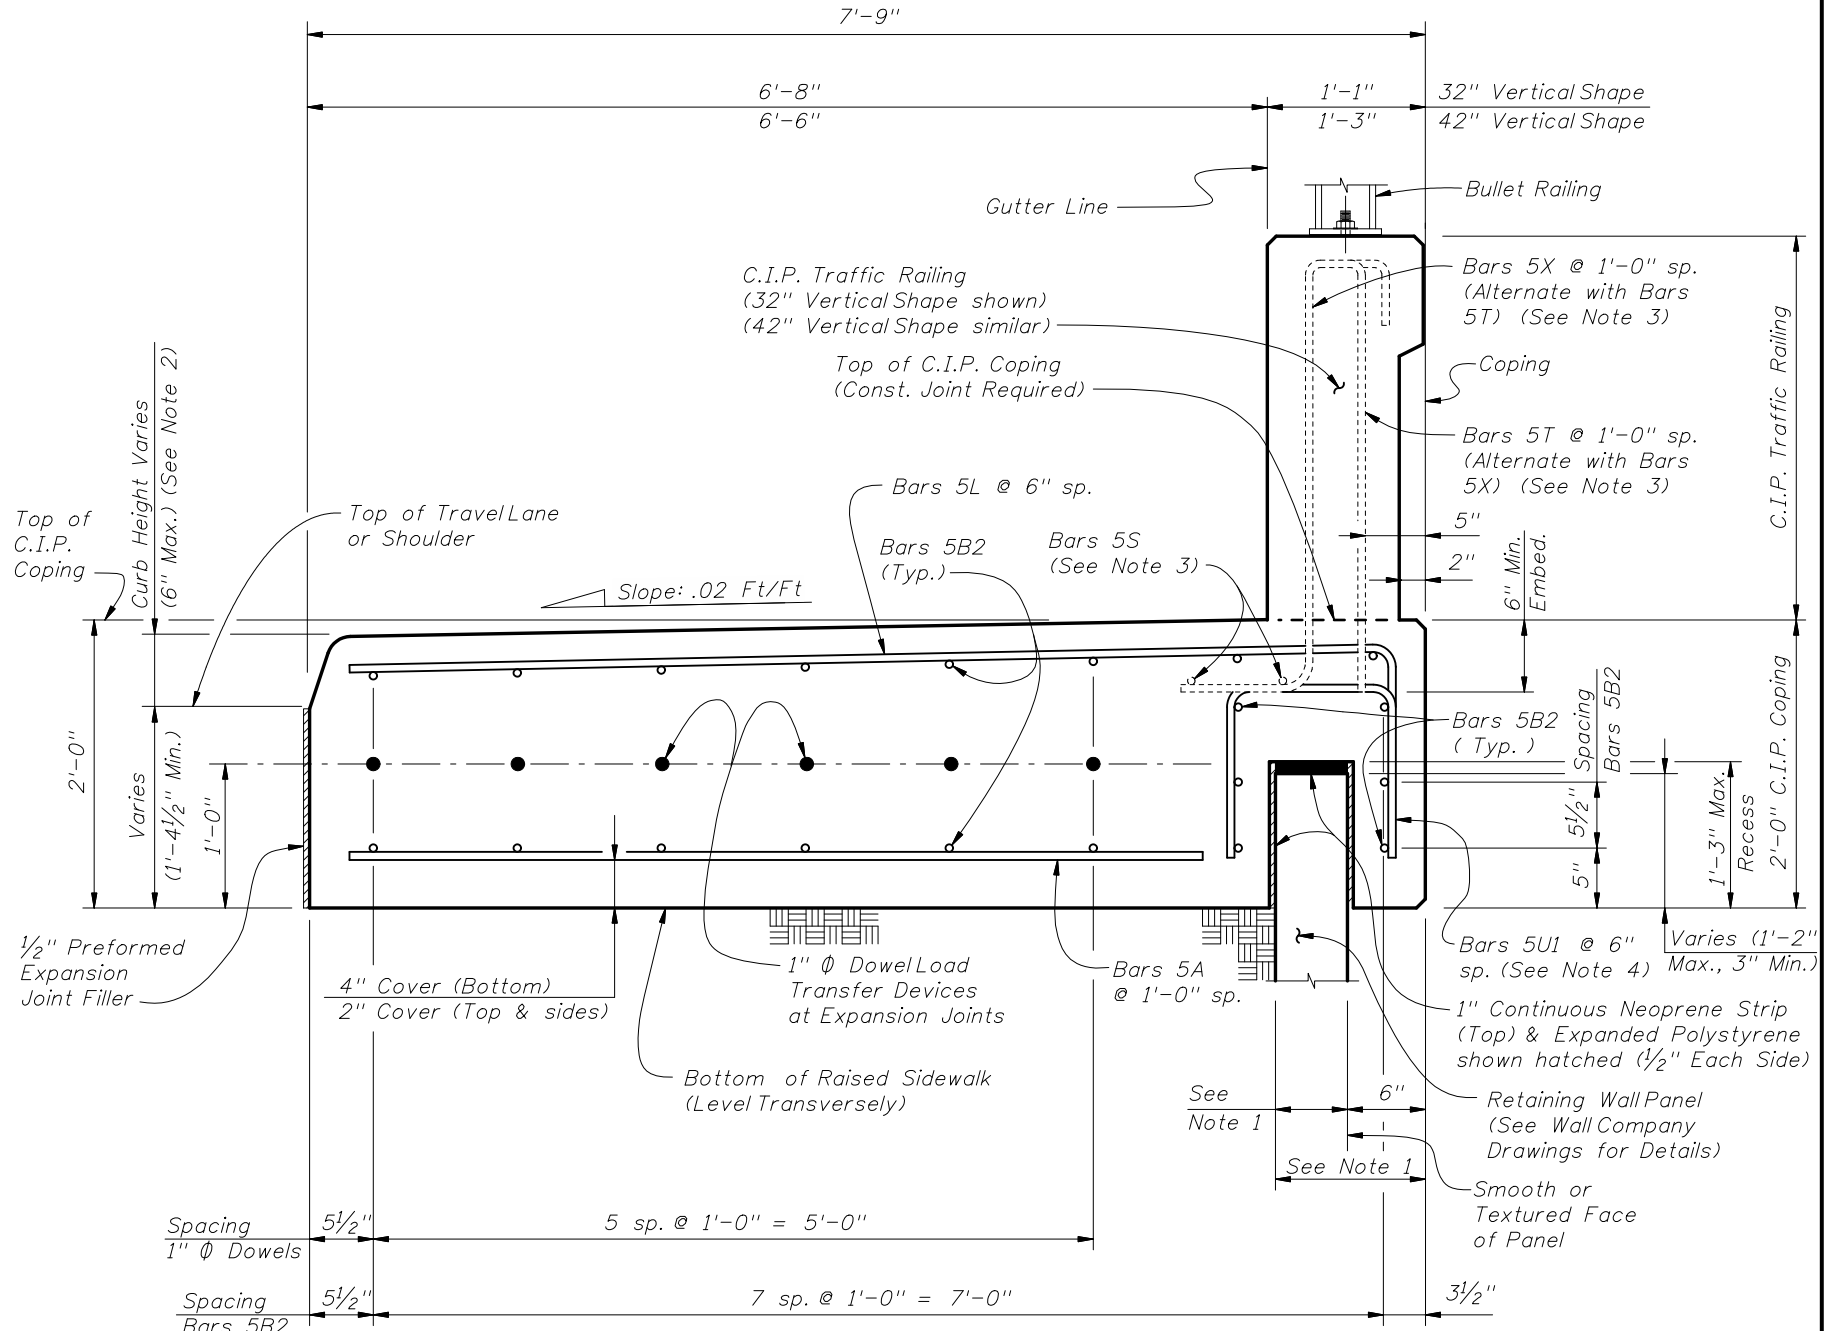 7'-9"
6'-8"
6'-6"
1'-1"
1'-3"
32" Vertical Shape
42" Vertical Shape
Gutter Line
Bullet Railing
C.I.P. Traffic Railing
(32" Vertical Shape shown)
(42" Vertical Shape similar)
Top of C.I.P. Coping
(Const. Joint Required)
Bars 5X @ 1'-0" sp.
(Alternate with Bars
5T) (See Note 3)
Coping
Bars 5T @ 1'-0" sp.
(Alternate with Bars
5X) (See Note 3)
C.I.P. Traffic Railing
Curb Height Varies
(6" Max.) (See Note 2)
Top of
C.I.P.
Coping
Top of Travel Lane
or Shoulder
Bars 5L @ 6" sp.
Bars 5B2
(Typ.)
Bars 5S
(See Note 3)
Slope: .02 Ft/Ft
5"
2"
6" Min.
Embed.
2'-0"
Varies
(1'-4½" Min.)
1'-0"
Bars 5B2
( Typ. )
Spacing
Bars 5B2
5½"
5"
1'-3" Max.
Recess
2'-0" C.I.P. Coping
½" Preformed
Expansion
Joint Filler
4" Cover (Bottom)
2" Cover (Top & sides)
1" ϕ Dowel Load
Transfer Devices
at Expansion Joints
Bars 5A
@ 1'-0" sp.
Bars 5U1 @ 6"
sp. (See Note 4)
Varies (1'-2"
Max., 3" Min.)
1" Continuous Neoprene Strip
(Top) & Expanded Polystyrene
shown hatched (½" Each Side)
Bottom of Raised Sidewalk
(Level Transversely)
See
Note 1
6"
See Note 1
Retaining Wall Panel
(See Wall Company
Drawings for Details)
Smooth or
Textured Face
of Panel
Spacing
1" ϕ Dowels
5½"
5 sp. @ 1'-0" = 5'-0"
Spacing
Bars 5B2
5½"
7 sp. @ 1'-0" = 7'-0"
3½"